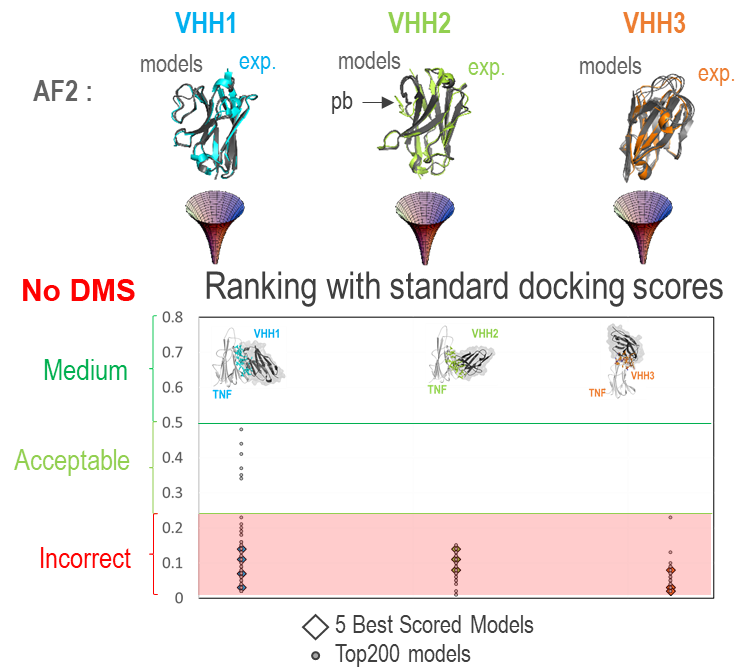 VHH1 VHH2 VHH3
models exp. models exp. models exp.
AF2 :
pb
No DMS Ranking with standard docking scores
0.8
VHH1 VHH2
0.7
Medium
VHH3
0.6
TNF TNF TNF
0.5
Acceptable
0.4
0.3
0.2
Incorrect
0.1
0
5 Best Scored Models
Top200 models